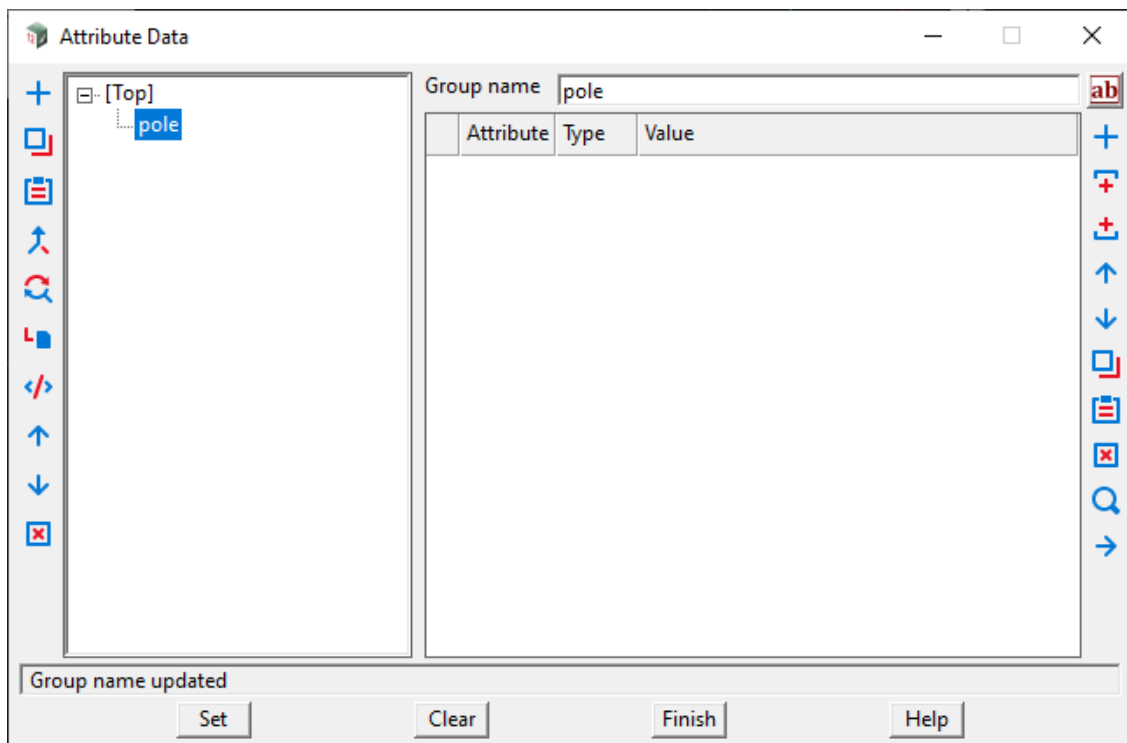 Attribute Data
[Top]
pole
Group name pole ab
Attribute Type Value
Group name updated
Set Clear Finish Help